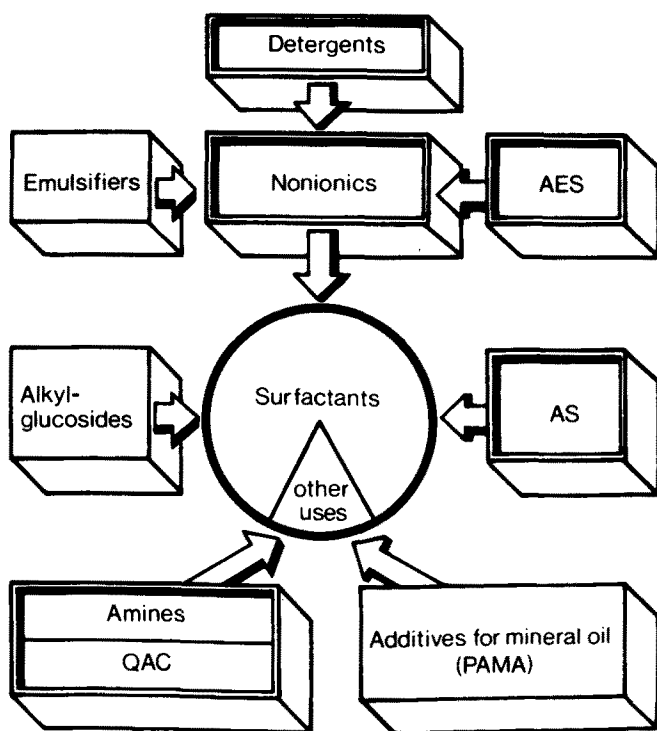 Detergents
Emulsifiers
Nonionics
AES
Alkyl-
glucosides
Surfactants
AS
other
uses
Amines
QAC
Additives for mineral oil
(PAMA)